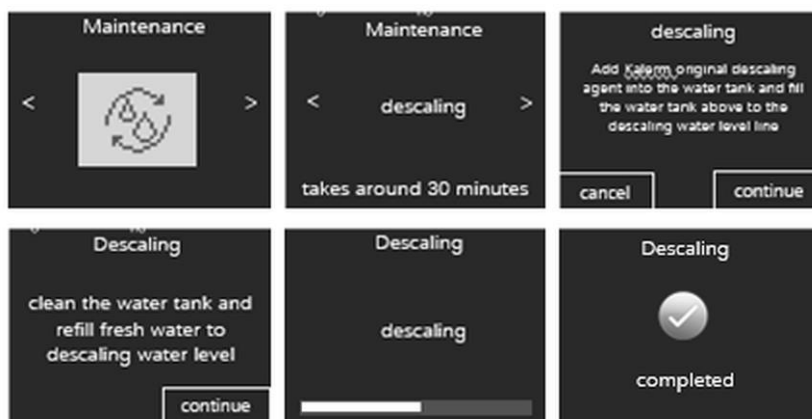 Maintenance
< >
Maintenance
< descaling >
takes around 30 minutes
descaling
Add Kalerm original descaling
agent into the water tank and fill
the water tank above to the
descaling water level line
cancel continue
Descaling
clean the water tank and
refill fresh water to
descaling water level
continue
Descaling
descaling
Descaling
completed